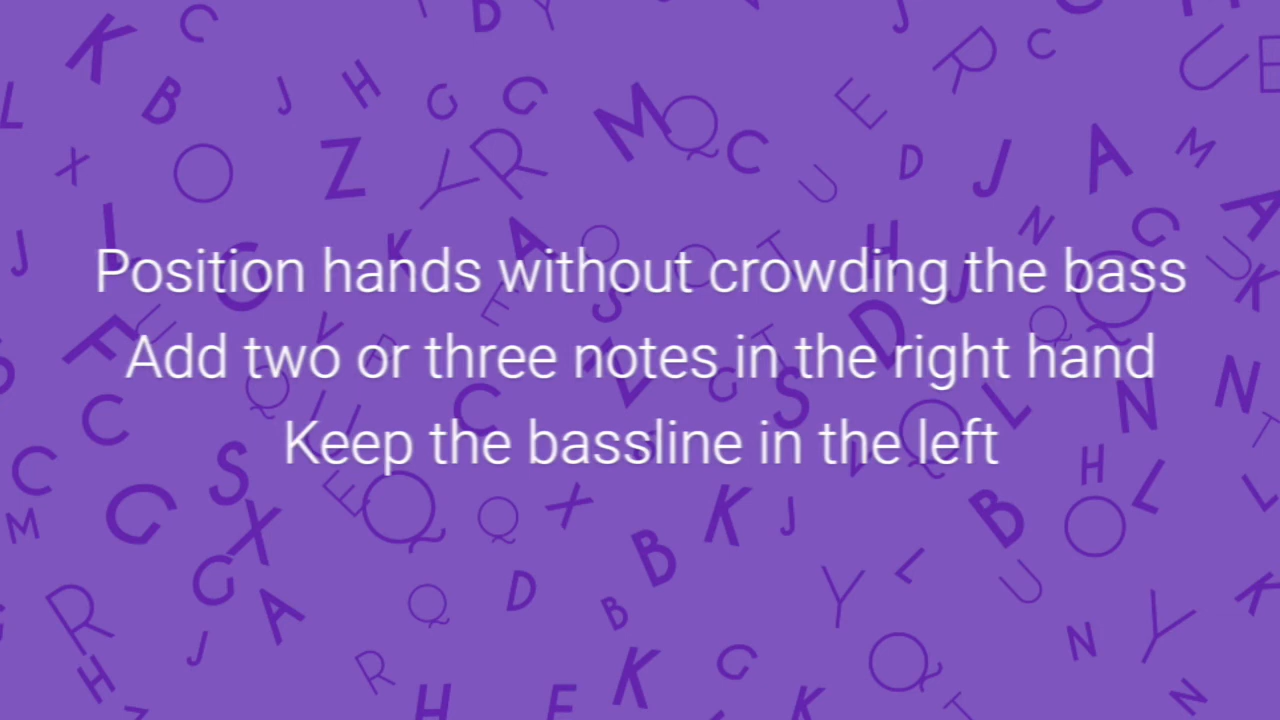 Position hands without crowding the bass
Add two or three notes in the right hand
Keep the bassline in the left